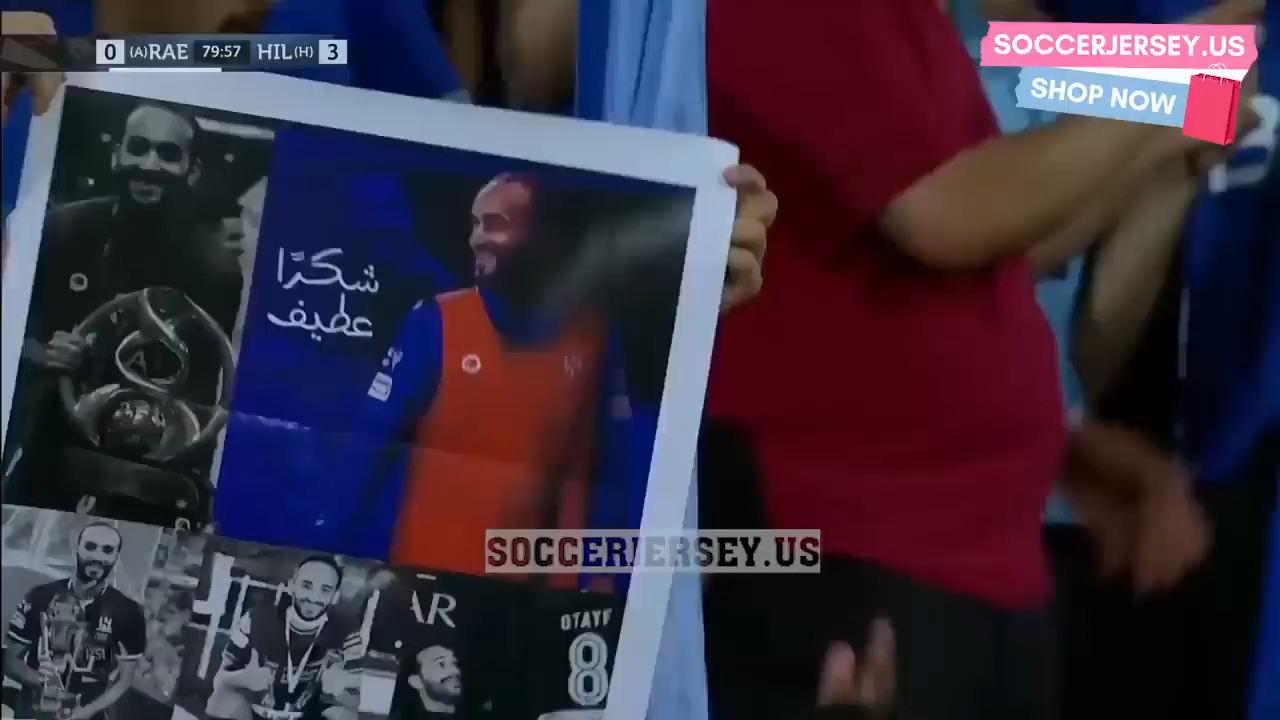 0 (A)RAE 79:57 HIL(H) 3
SOCCERJERSEY.US
SHOP NOW
شكرًا
عطيف
SOCCERJERSEY.US
AR
OTAYF
8